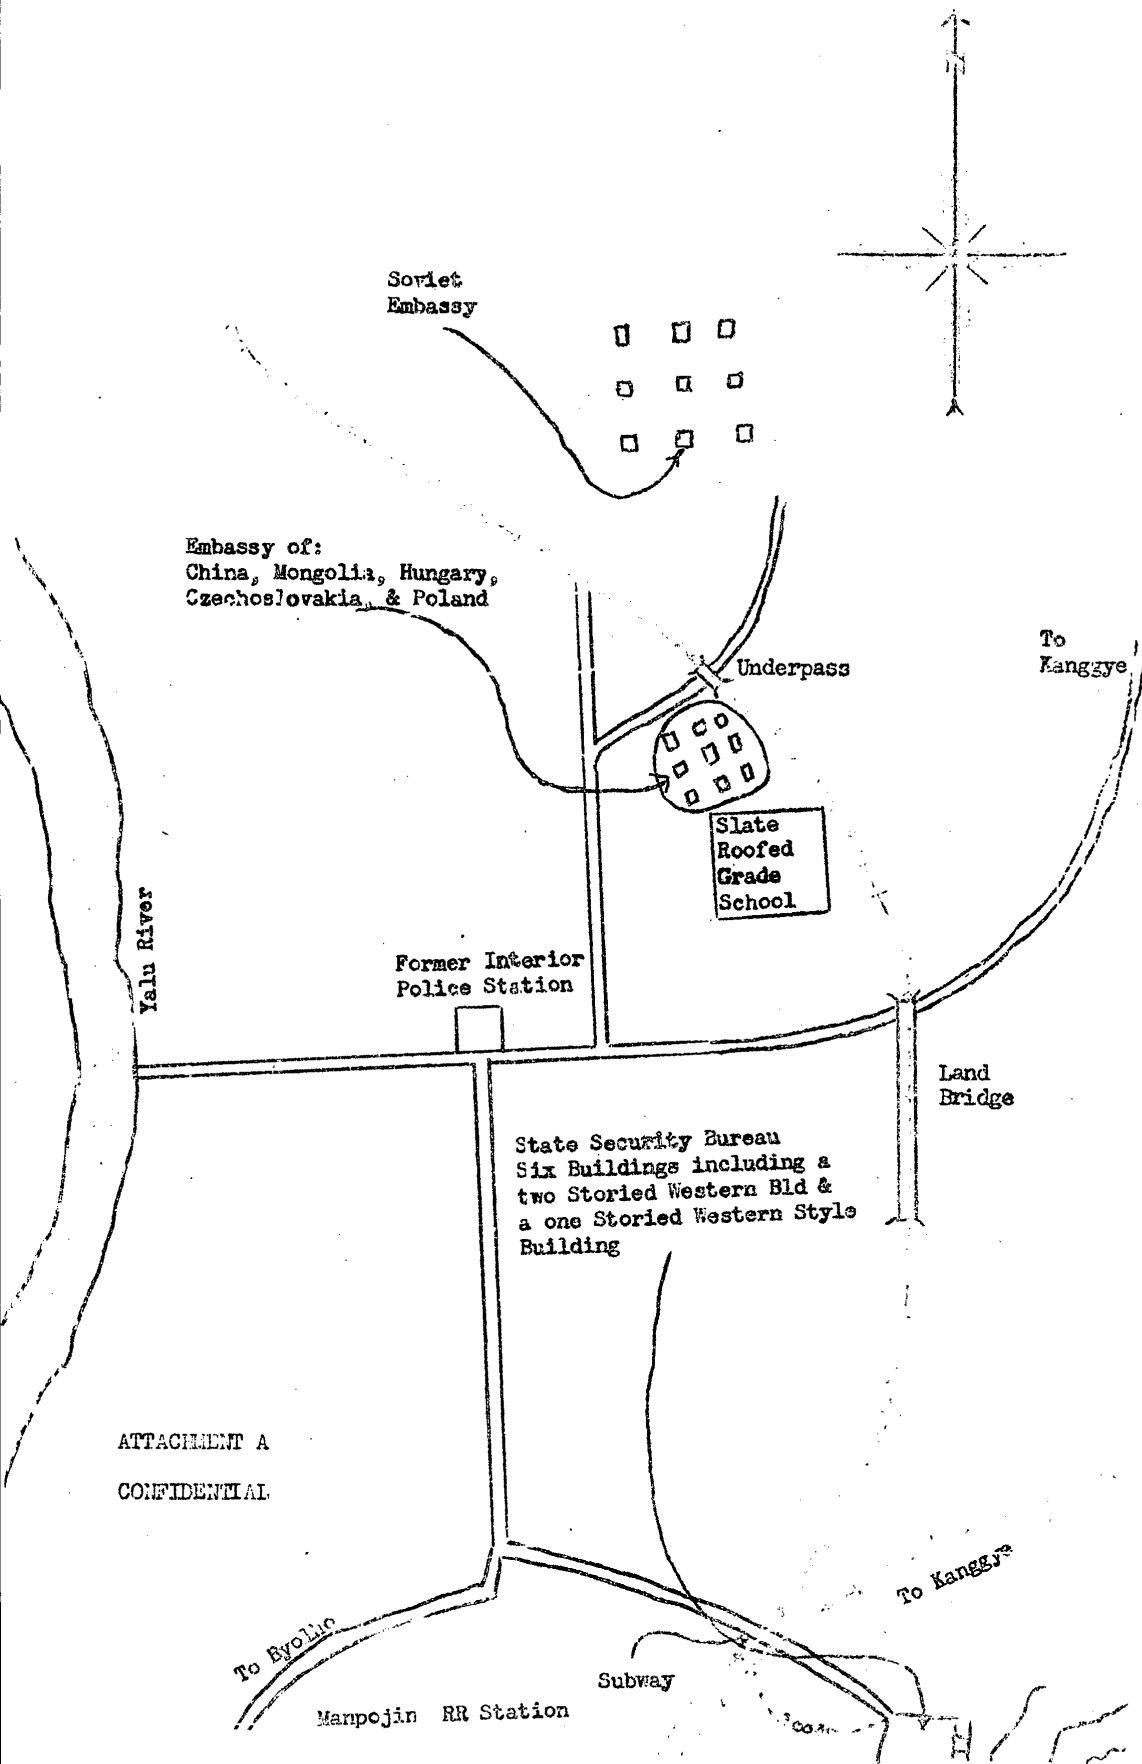 N
Soviet
Embassy
Embassy of:
China, Mongolia, Hungary,
Czechoslovakia, & Poland
Underpass
To
Kanggye
Slate
Roofed
Grade
School
Yalu River
Former Interior
Police Station
Land
Bridge
State Security Bureau
Six Buildings including a
two Storied Western Bld &
a one Storied Western Style
Building
ATTACHMENT A
CONFIDENTIAL
To Kanggye
To
Subway
Manpojin RR Station